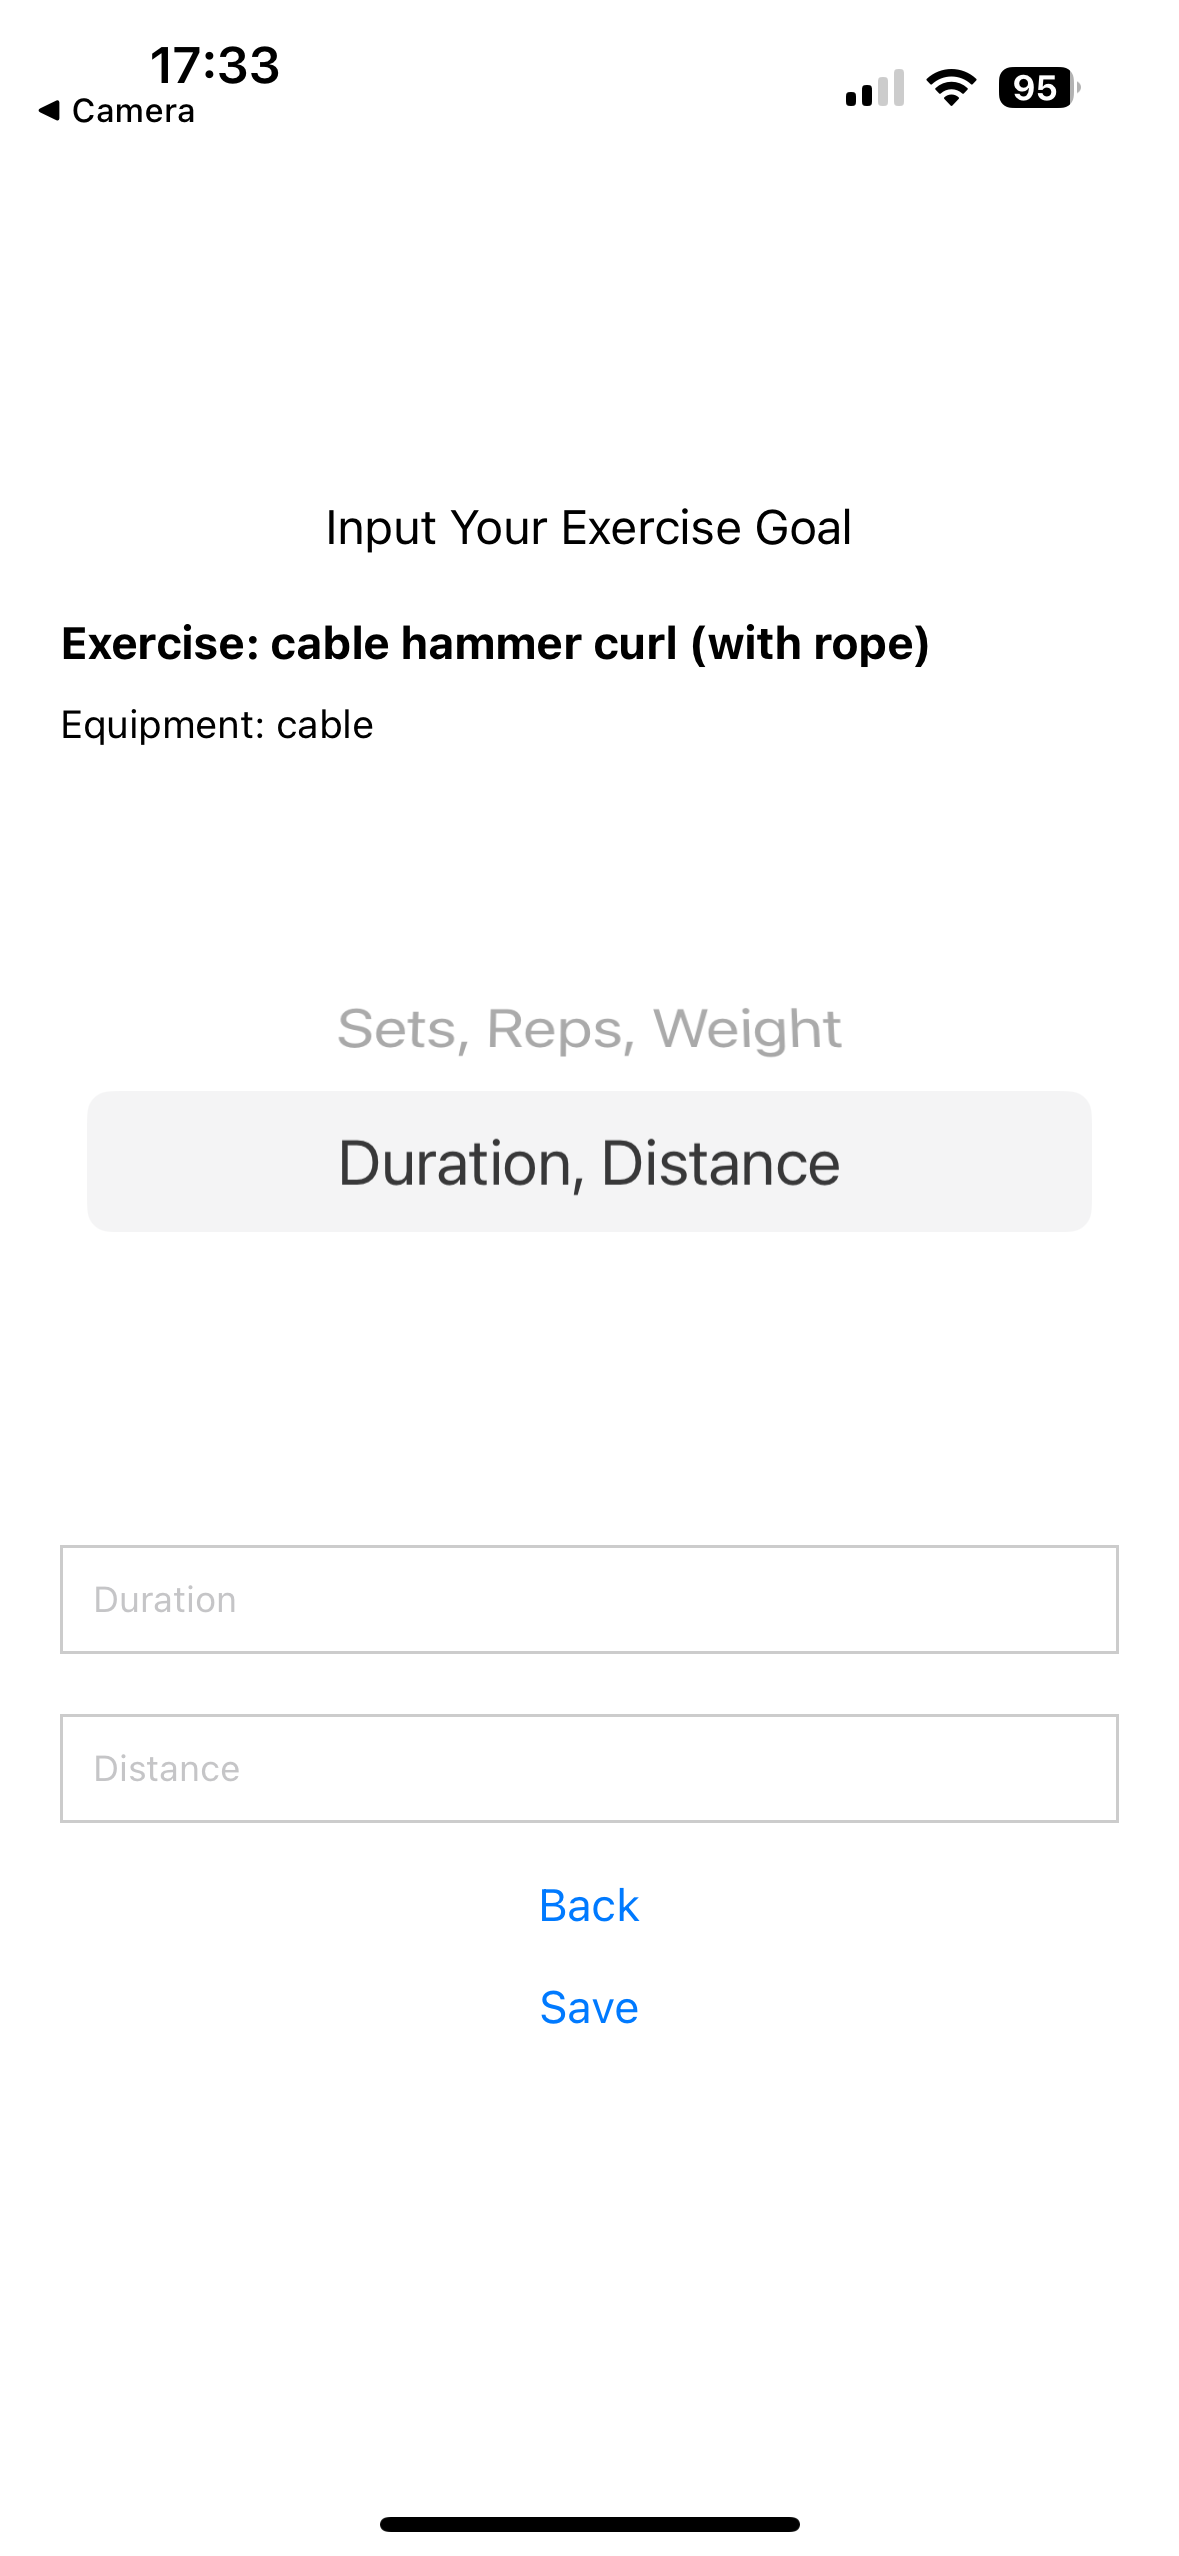 17:33
◀ Camera
95
Input Your Exercise Goal
Exercise: cable hammer curl (with rope)
Equipment: cable
Sets, Reps, Weight
Duration, Distance
Duration
Distance
Back
Save